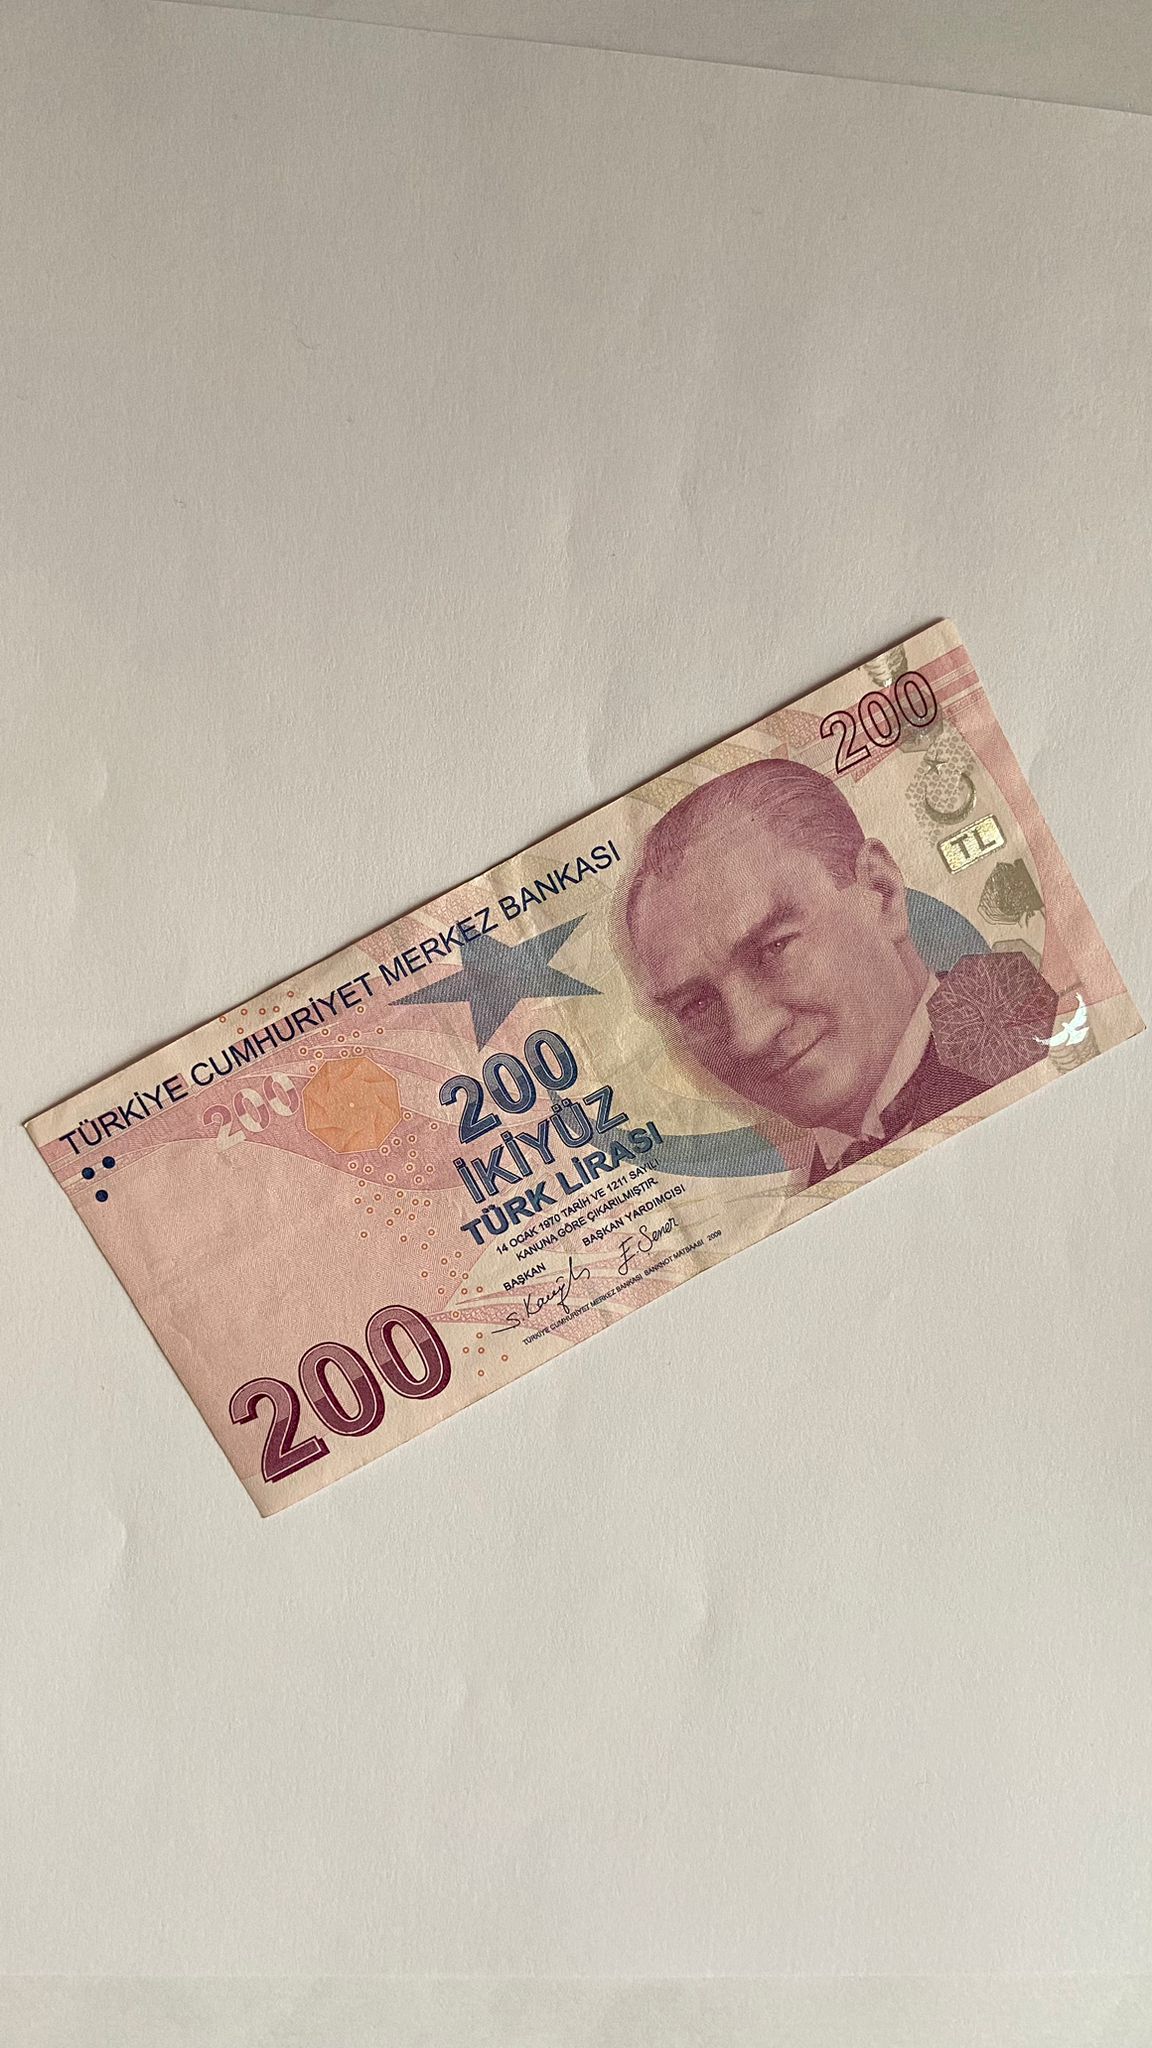 TÜRKİYE CUMHURİYET MERKEZ BANKASI
200
200
200
İKİYÜZ
TÜRK LİRASI
14 OCAK 1970 TARİH VE 1211 SAYILI
KANUNA GÖRE ÇIKARILMIŞTIR.
BAŞKAN BAŞKAN YARDIMCISI
E. Şener
TÜRKİYE CUMHURİYET MERKEZ BANKASI BANKNOT MATBAASI 2009
200
TL